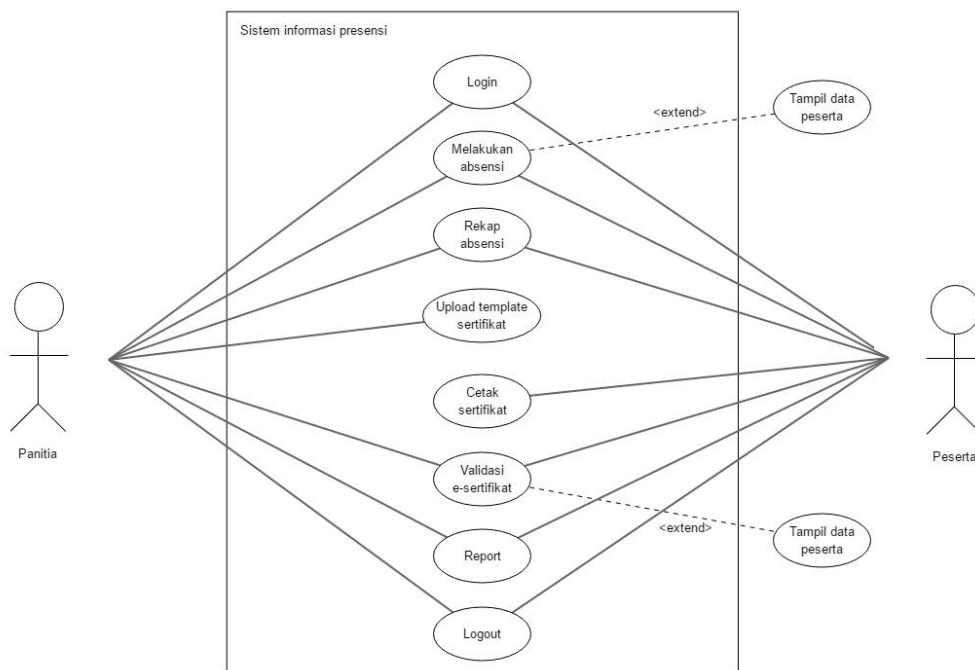 Sistem informasi presensi
Login
<extend>
Tampil data
peserta
Melakukan
absensi
Rekap
absensi
Upload template
sertifikat
Cetak
sertifikat
Panitia
Peserta
Validasi
e-sertifikat
<extend>
Tampil data
peserta
Report
Logout